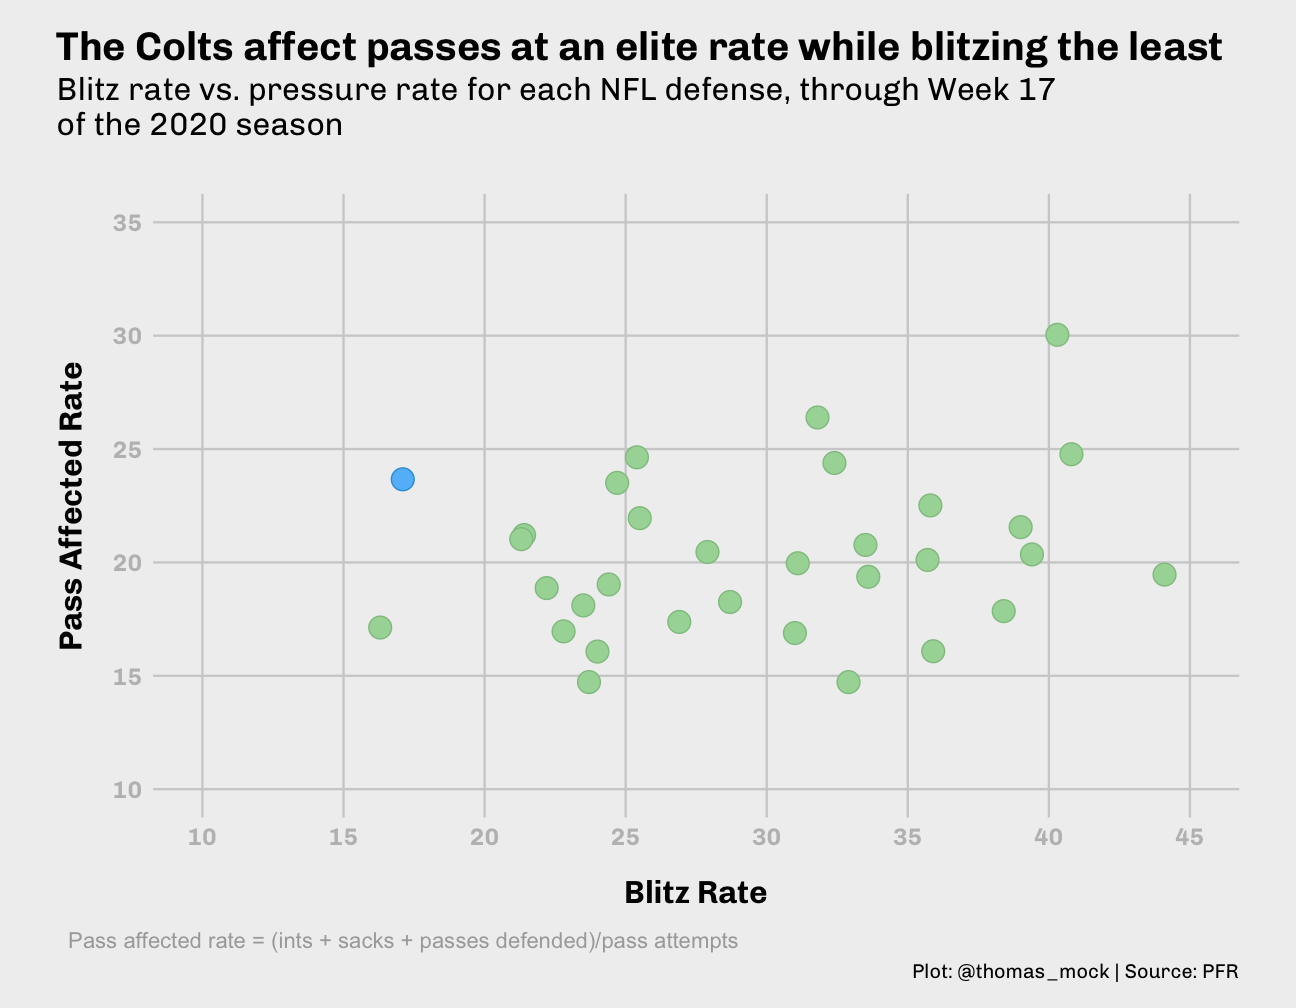 The Colts affect passes at an elite rate while blitzing the least
Blitz rate vs. pressure rate for each NFL defense, through Week 17
of the 2020 season
35
30
25
20
15
10
Pass Affected Rate
10 15 20 25 30 35 40 45
Blitz Rate
Pass affected rate = (ints + sacks + passes defended)/pass attempts
Plot: @thomas_mock | Source: PFR